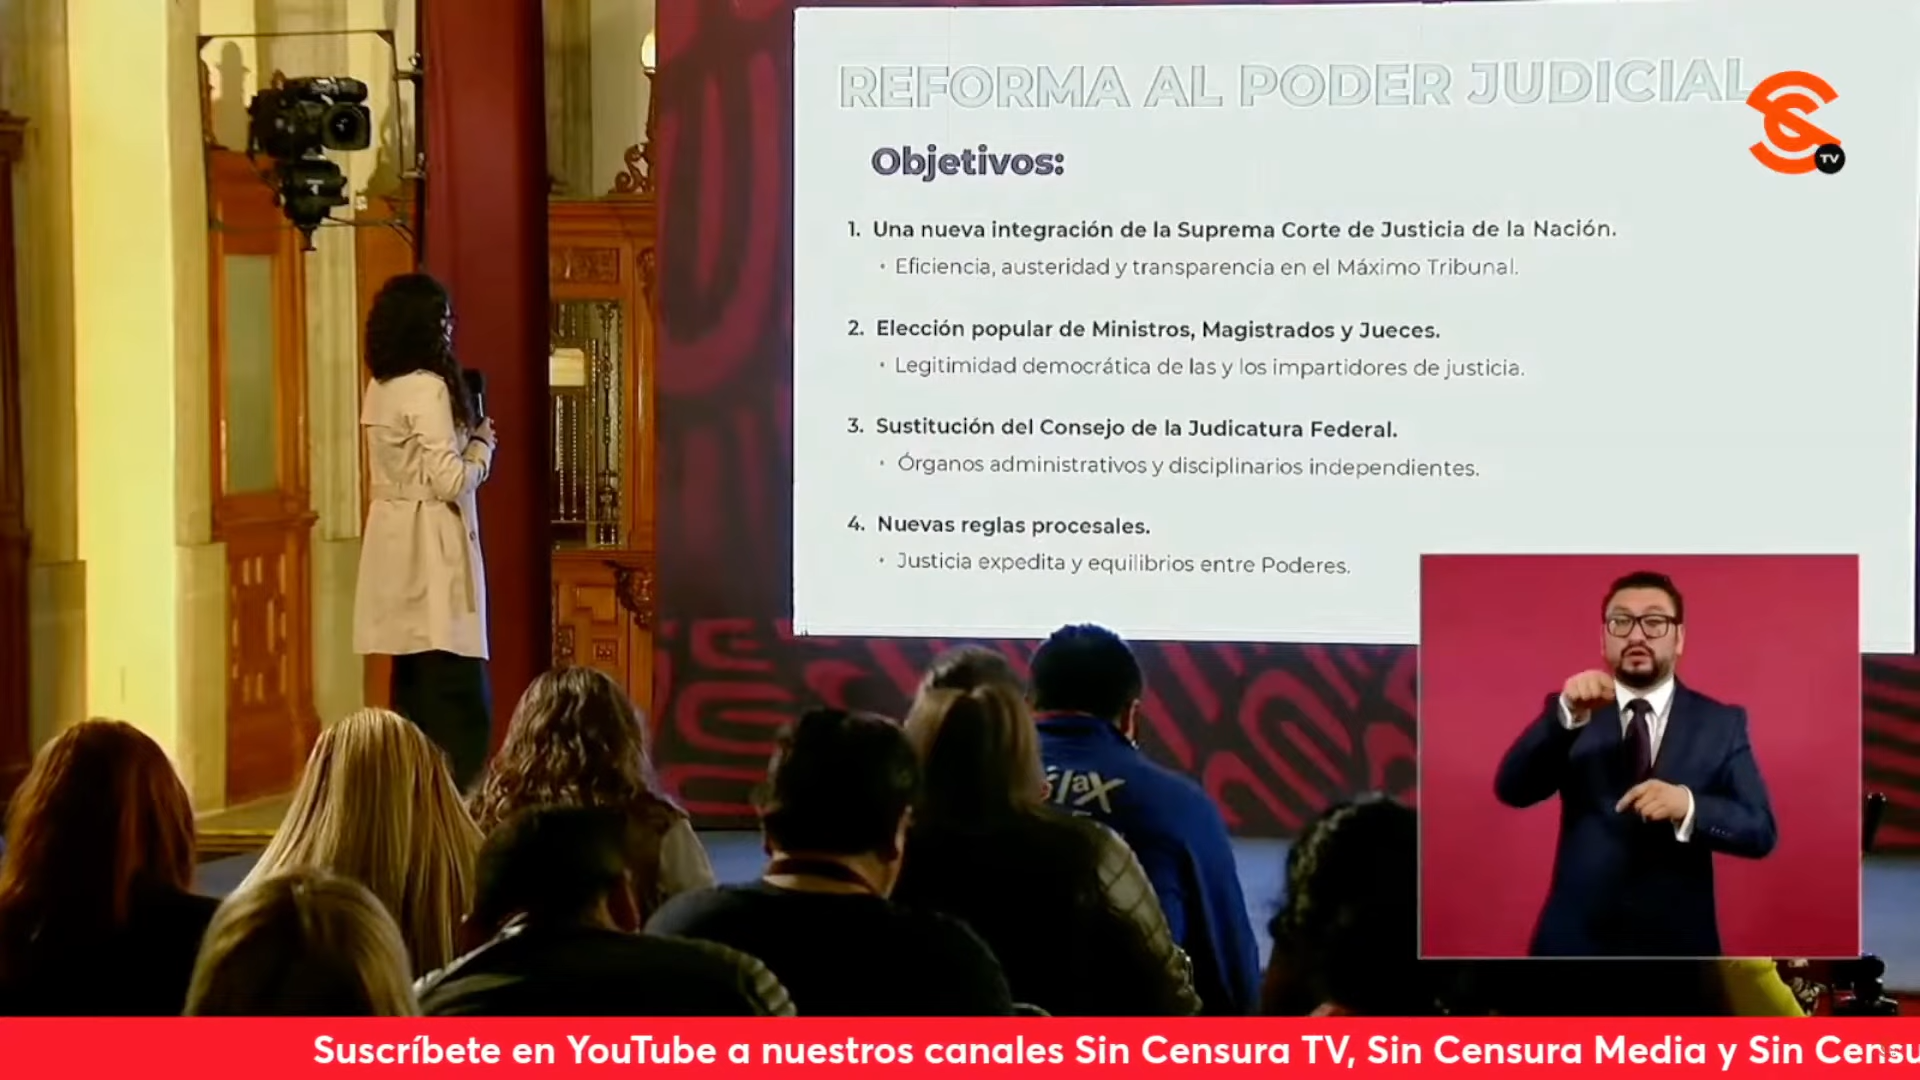 REFORMA AL PODER JUDICIAL
TV
Objetivos:
1. Una nueva integración de la Suprema Corte de Justicia de la Nación.
• Eficiencia, austeridad y transparencia en el Máximo Tribunal.
2. Elección popular de Ministros, Magistrados y Jueces.
• Legitimidad democrática de las y los impartidores de justicia.
3. Sustitución del Consejo de la Judicatura Federal.
• Órganos administrativos y disciplinarios independientes.
4. Nuevas reglas procesales.
• Justicia expedita y equilibrios entre Poderes.
Suscríbete en YouTube a nuestros canales Sin Censura TV, Sin Censura Media y Sin Censu